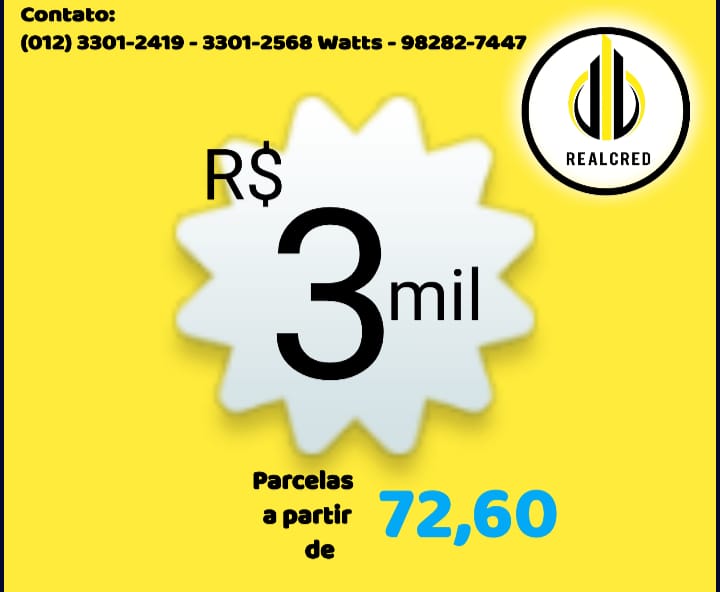 Contato:
(012) 3301-2419 - 3301-2568 Watts - 98282-7447
REALCRED
R$
3 mil
Parcelas
a partir
de
72,60